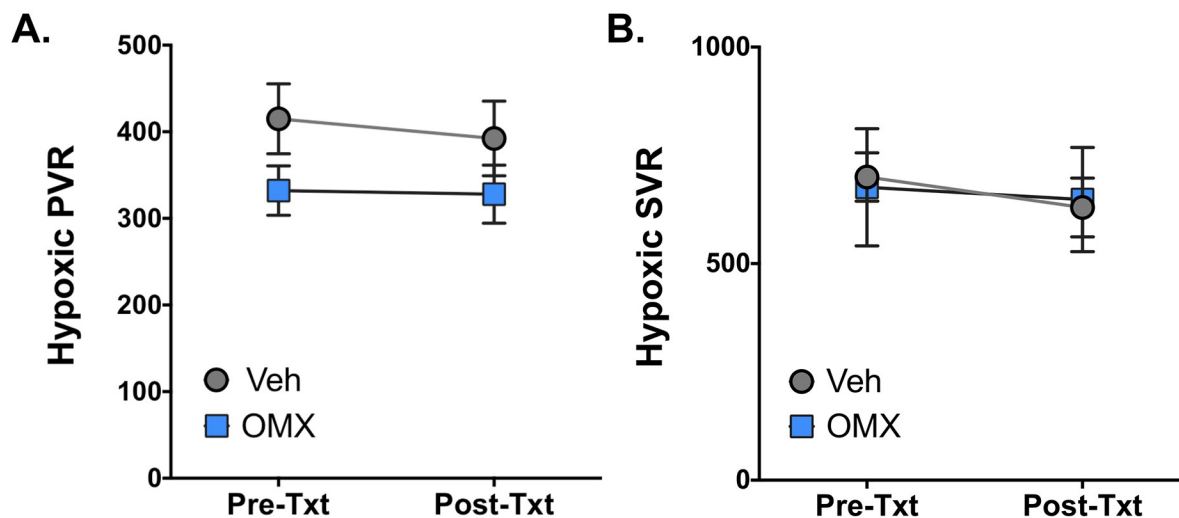 A.
Hypoxic PVR
500
400
300
200
100
0
Veh
OMX
Pre-Txt
Post-Txt
B.
Hypoxic SVR
1000
500
0
Veh
OMX
Pre-Txt
Post-Txt